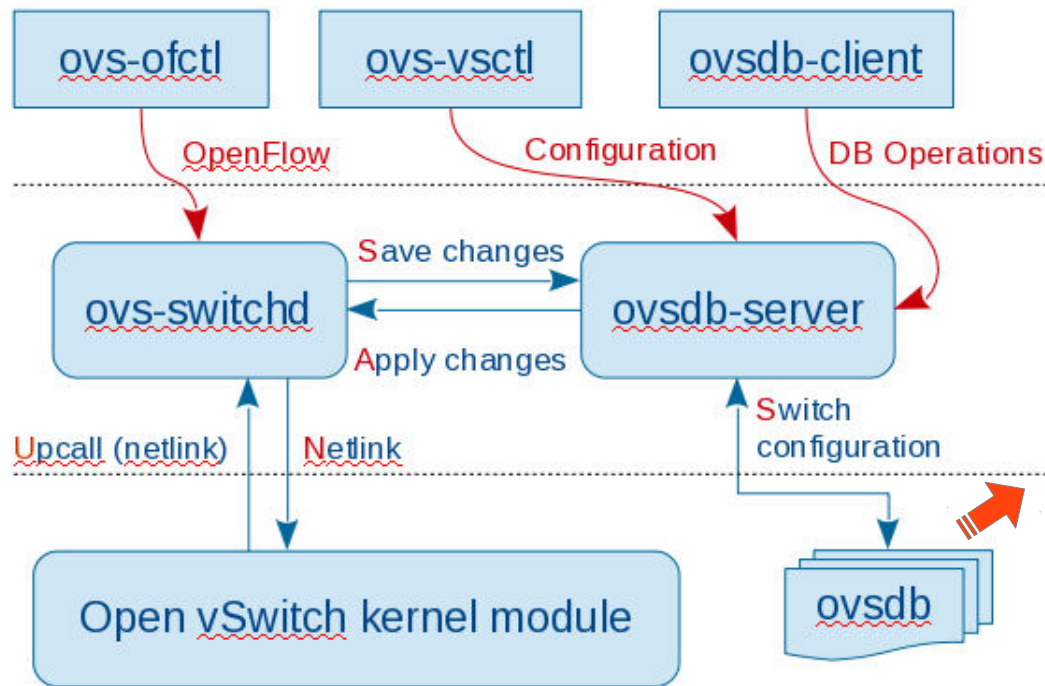 ovs-ofctl
ovs-vsctl
ovsdb-client
OpenFlow
Configuration
DB Operations
Save changes
ovs-switchd
ovsdb-server
Apply changes
Upcall (netlink)
Netlink
Switch
configuration
Open vSwitch kernel module
ovsdb